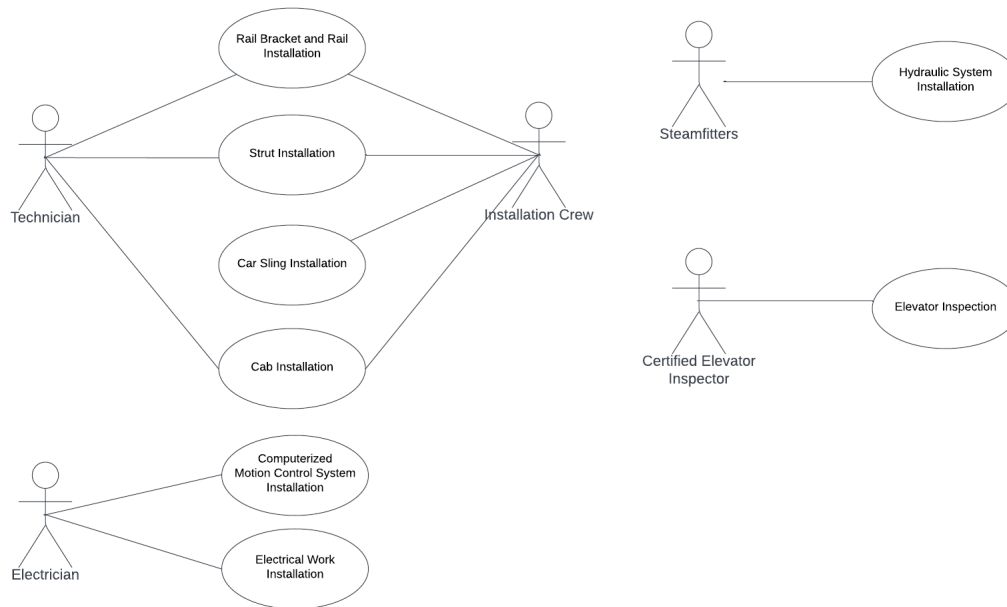 Rail Bracket and Rail
Installation
Technician
Strut Installation
Installation Crew
Car Sling Installation
Cab Installation
Steamfitters
Hydraulic System
Installation
Certified Elevator
Inspector
Elevator Inspection
Electrician
Computerized
Motion Control System
Installation
Electrical Work
Installation